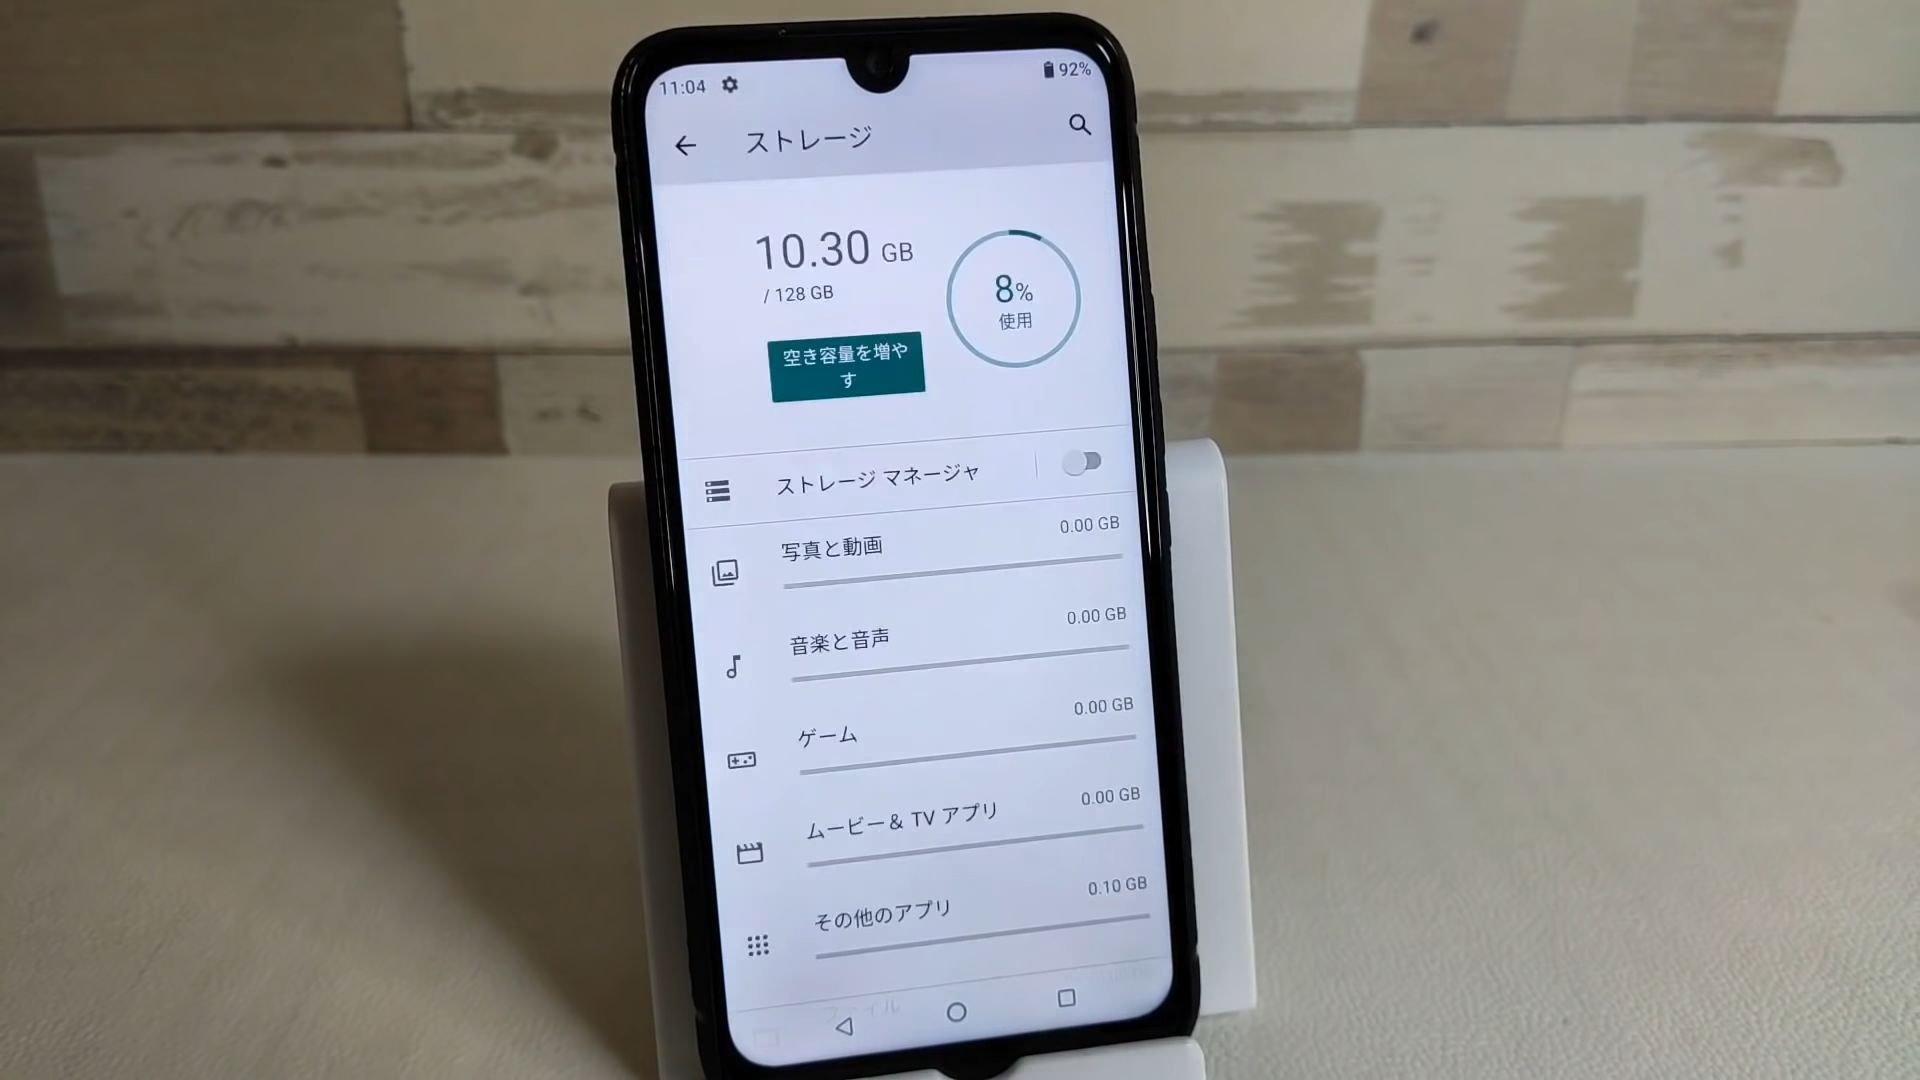 11:04
92%
ストレージ
10.30 GB
/ 128 GB
8%
使用
空き容量を増や
す
ストレージ マネージャ
写真と動画
0.00 GB
音楽と音声
0.00 GB
ゲーム
0.00 GB
ムービー& TV アプリ
0.00 GB
その他のアプリ
0.10 GB
ファイル